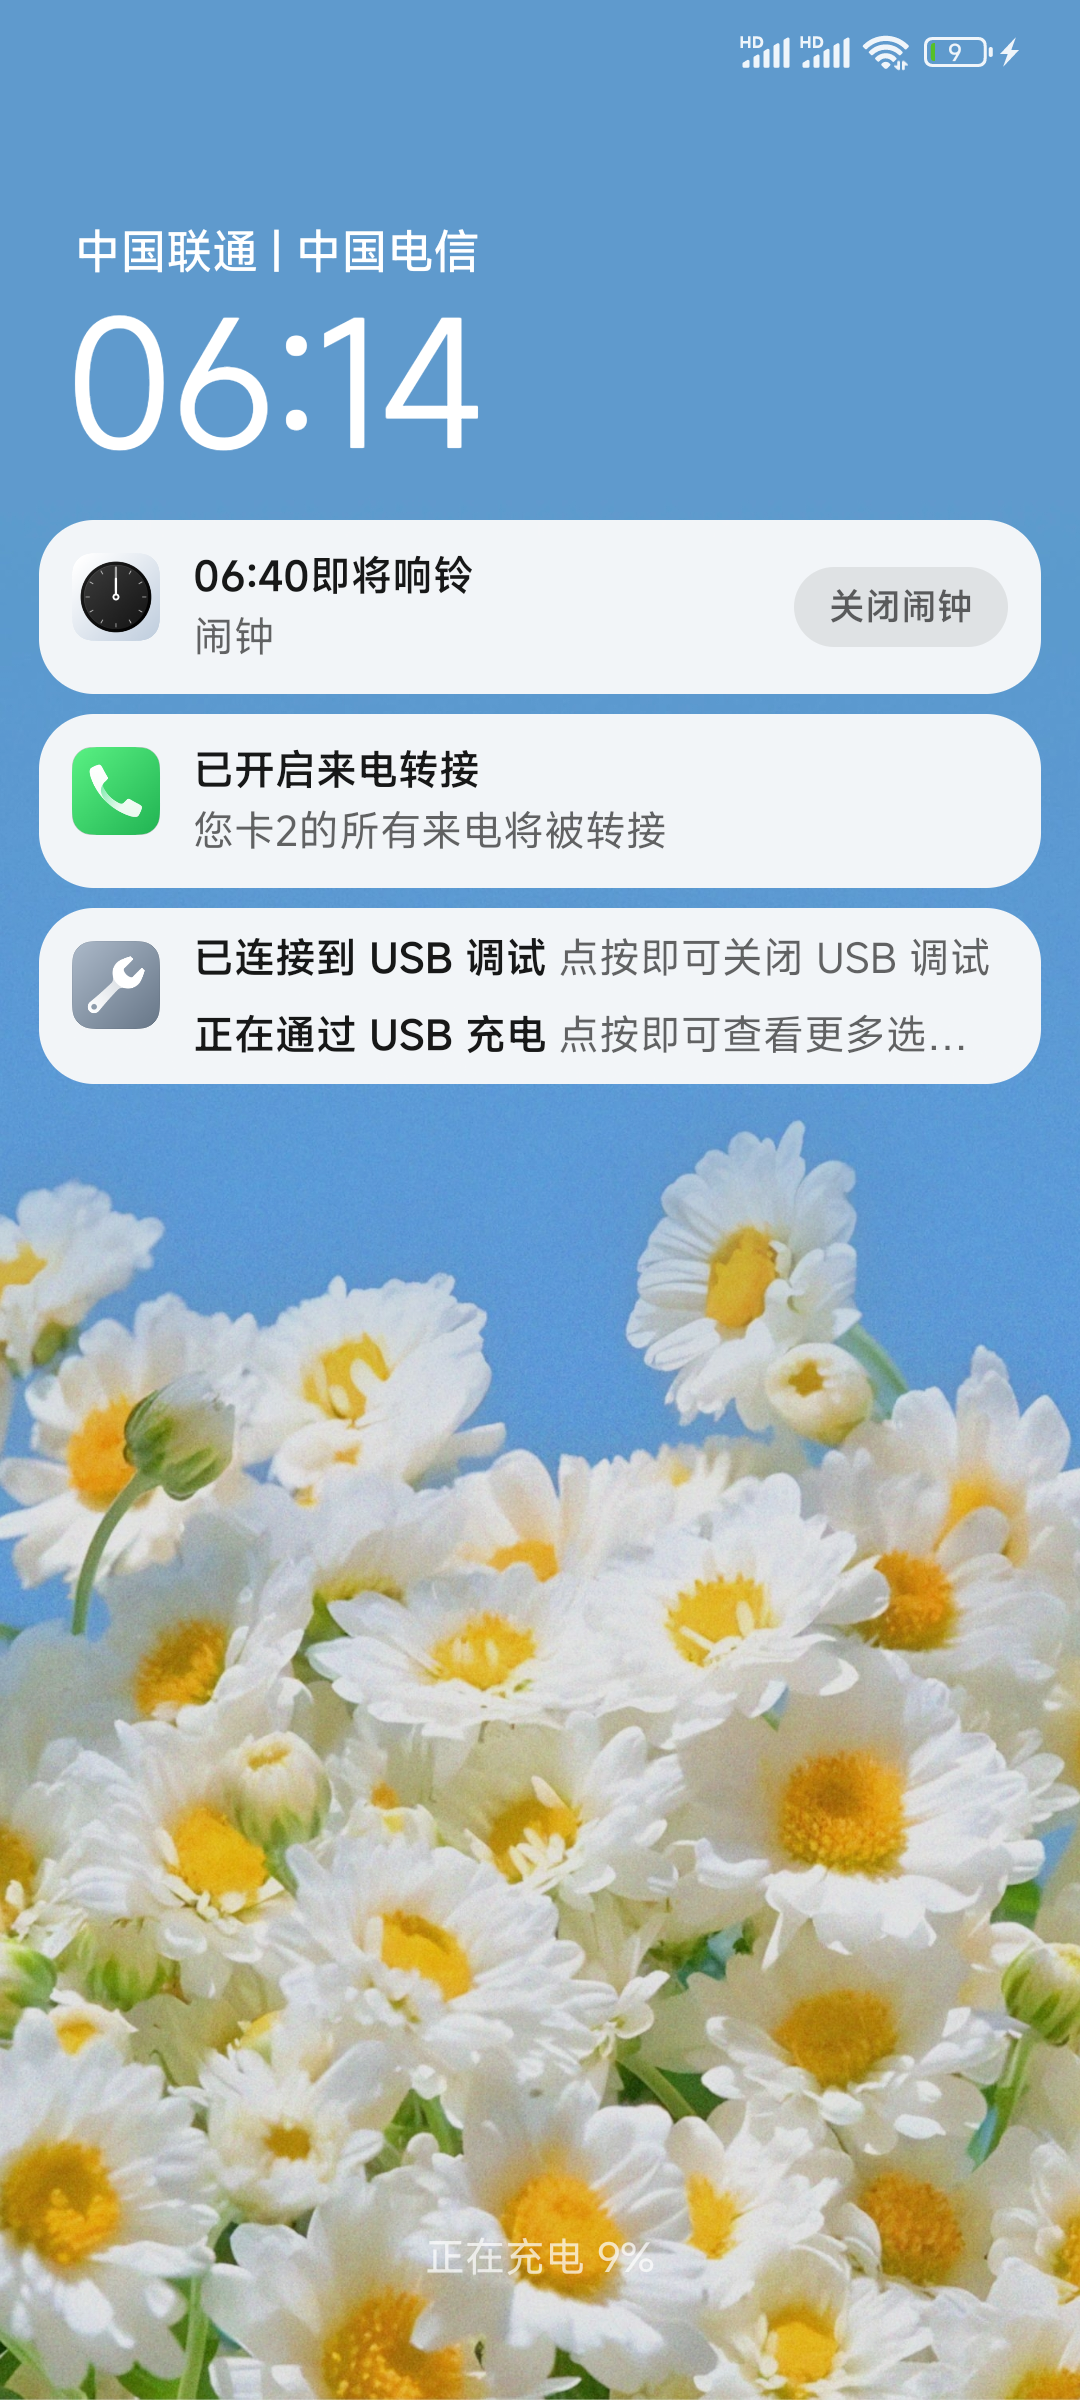 HD HD 9
中国联通 | 中国电信
06:14
06:40即将响铃
闹钟
关闭闹钟
已开启来电转接
您卡2的所有来电将被转接
已连接到 USB 调试 点按即可关闭 USB 调试
正在通过 USB 充电 点按即可查看更多选...
正在充电 9%